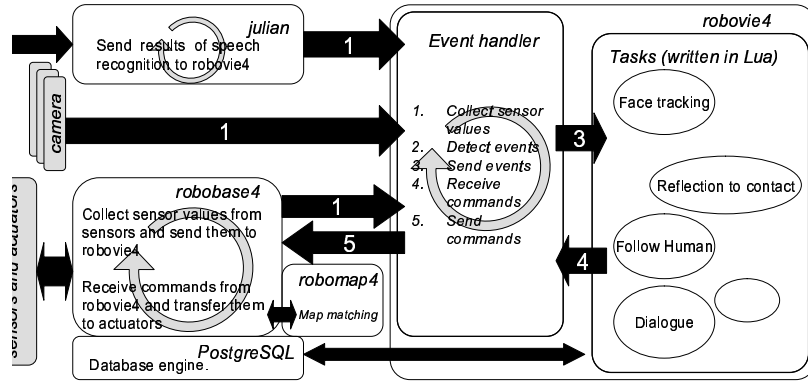 julian
Send results of speech
recognition to robovie4
1
camera
1
sensors and actuators
robobase4
Collect sensor values from
sensors and send them to
robovie4
Receive commands from
robovie4 and transfer them
to actuators
1
5
robomap4
Map matching
PostgreSQL
Database engine.
robovie4
Event handler
1. Collect sensor
values
2. Detect events
3. Send events
4. Receive
commands
5. Send
commands
3
4
Tasks (written in Lua)
Face tracking
Reflection to contact
Follow Human
Dialogue